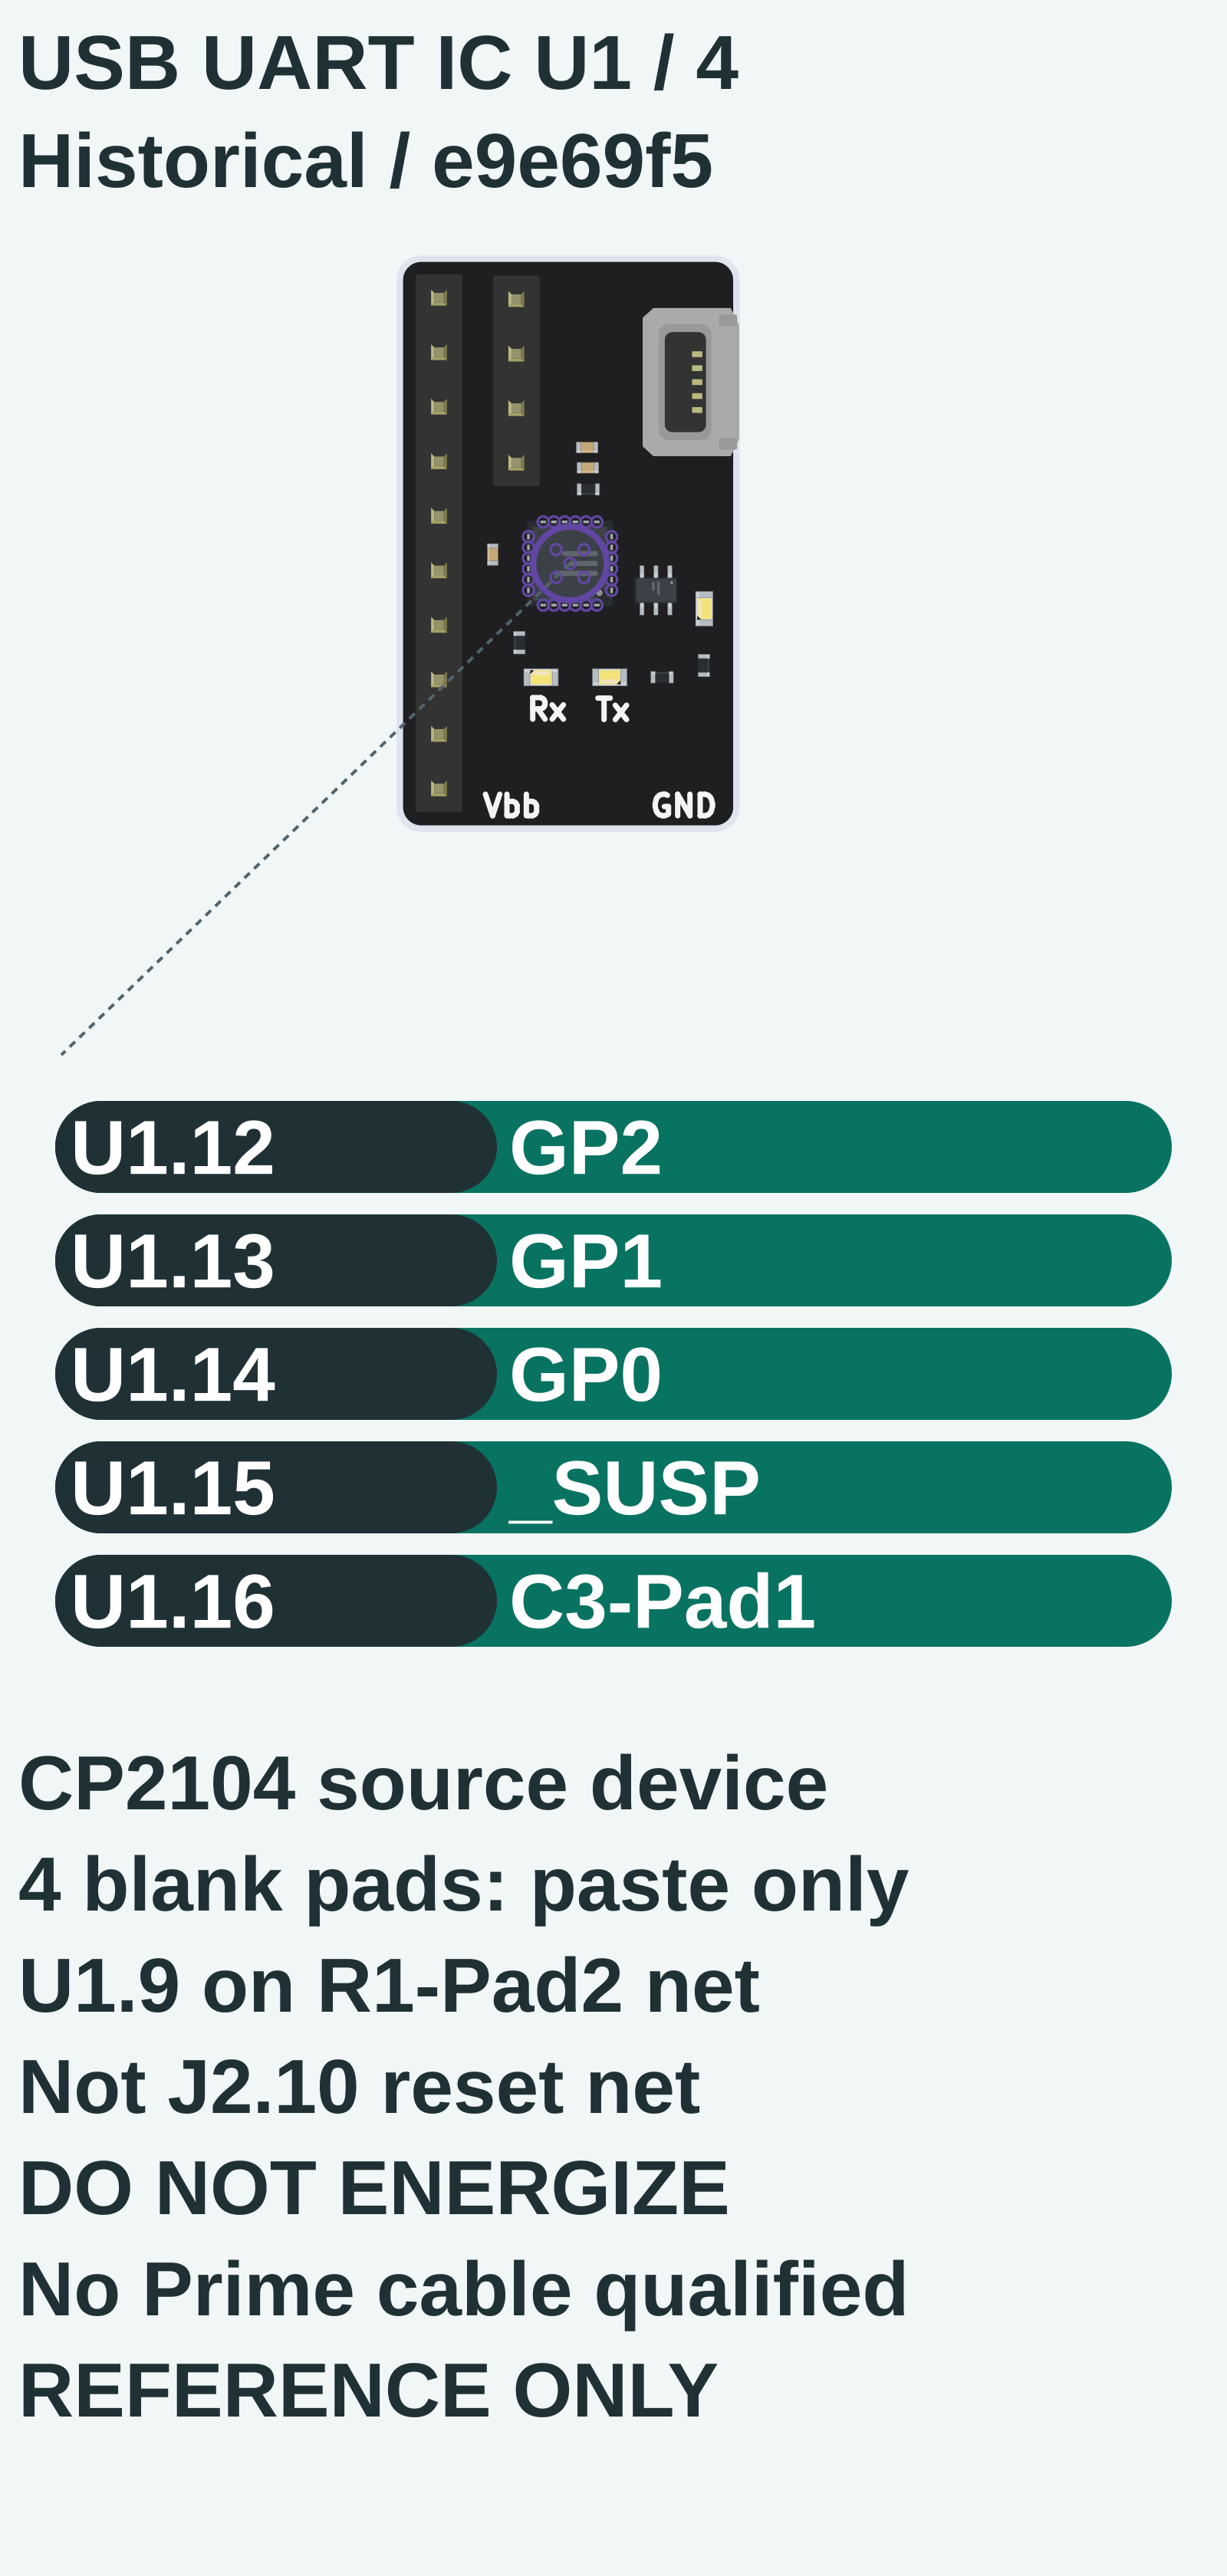 USB UART IC U1 / 4
Historical / e9e69f5
Rx Tx
Vbb GND
U1.12 GP2
U1.13 GP1
U1.14 GP0
U1.15 _SUSP
U1.16 C3-Pad1
CP2104 source device
4 blank pads: paste only
U1.9 on R1-Pad2 net
Not J2.10 reset net
DO NOT ENERGIZE
No Prime cable qualified
REFERENCE ONLY